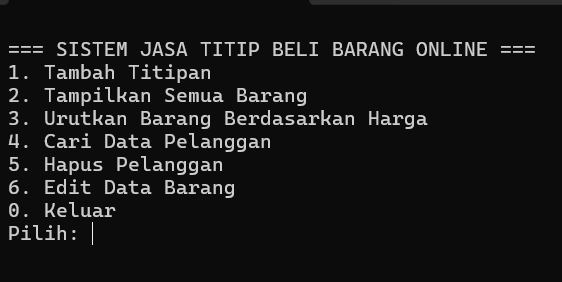 === SISTEM JASA TITIP BELI BARANG ONLINE ===
1. Tambah Titipan
2. Tampilkan Semua Barang
3. Urutkan Barang Berdasarkan Harga
4. Cari Data Pelanggan
5. Hapus Pelanggan
6. Edit Data Barang
0. Keluar
Pilih: